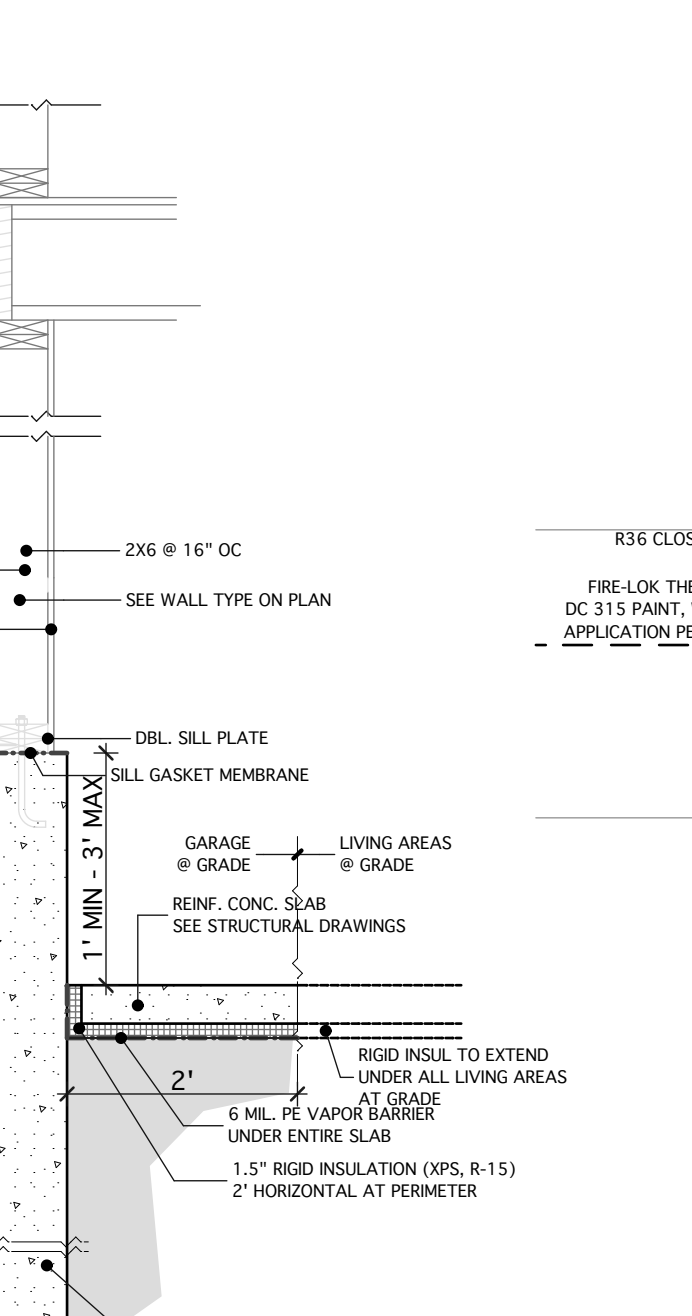 2X6 @ 16" OC
R36 CLOS
SEE WALL TYPE ON PLAN
FIRE-LOK THE
DC 315 PAINT,
APPLICATION PE
DBL. SILL PLATE
SILL GASKET MEMBRANE
1' MIN - 3' MAX
GARAGE
@ GRADE
LIVING AREAS
@ GRADE
REINF. CONC. SLAB
SEE STRUCTURAL DRAWINGS
RIGID INSUL TO EXTEND
UNDER ALL LIVING AREAS
AT GRADE
2'
6 MIL. PE VAPOR BARRIER
UNDER ENTIRE SLAB
1.5" RIGID INSULATION (XPS, R-15)
2' HORIZONTAL AT PERIMETER